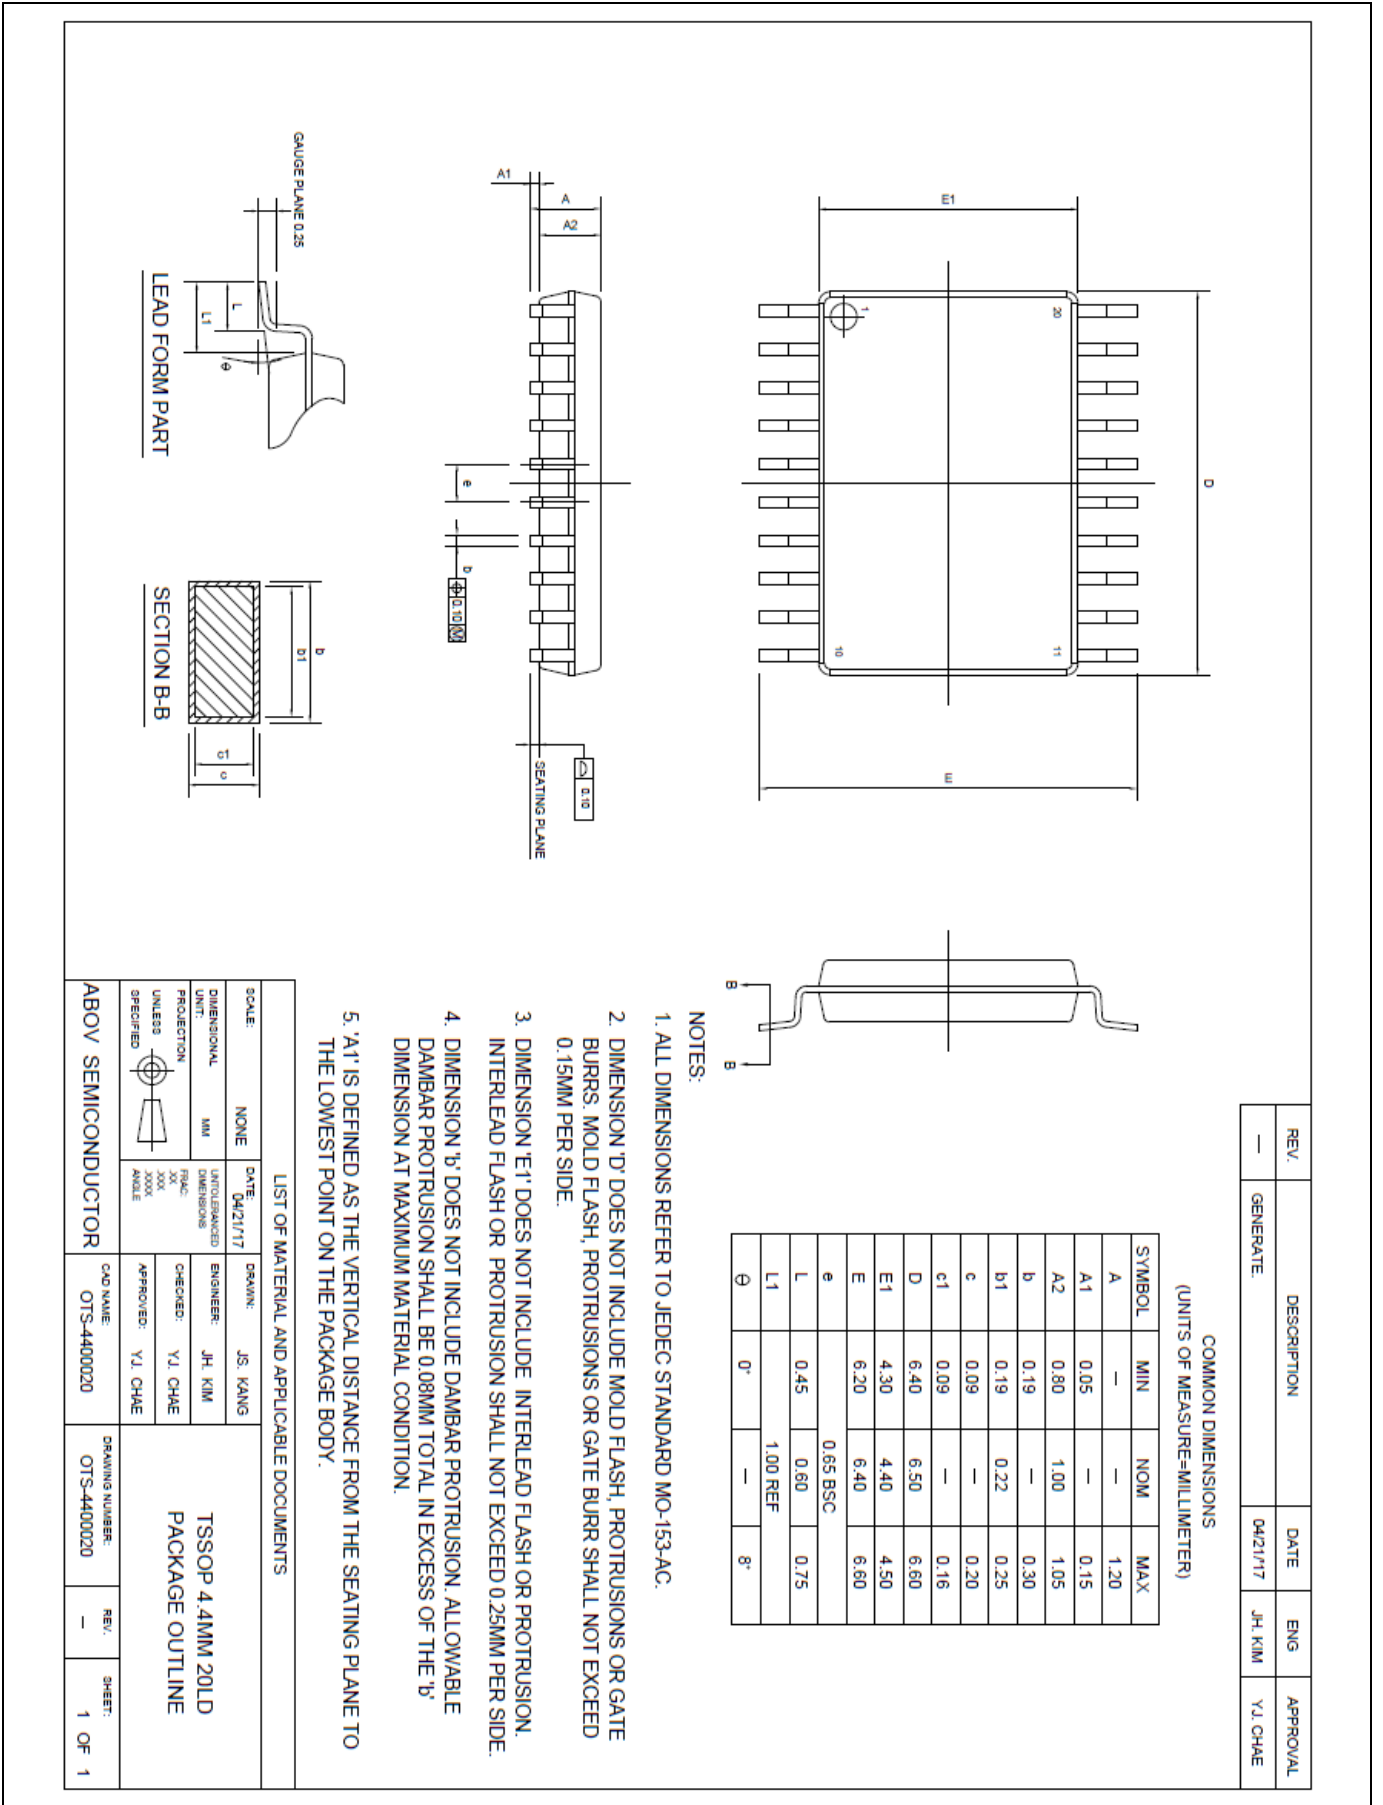 REV. DESCRIPTION DATE ENG APPROVAL
— GENERATE. 04/21/'17 JH. KIM YJ. CHAE
COMMON DIMENSIONS
(UNITS OF MEASURE=MILLIMETER)
SYMBOL MIN NOM MAX
A — — 1.20
A1 0.05 — 0.15
A2 0.80 1.00 1.05
b 0.19 — 0.30
b1 0.19 0.22 0.25
c 0.09 — 0.20
c1 0.09 — 0.16
D 6.40 6.50 6.60
E1 4.30 4.40 4.50
E 6.20 6.40 6.60
e 0.65 BSC
L 0.45 0.60 0.75
L1 1.00 REF
θ 0° — 8°
D
E1
E
20
11
1
10
B B
A1
A
A2
e
b
0.10 M
0.10
SEATING PLANE
GAUGE PLANE 0.25
L
L1
θ
LEAD FORM PART
b
b1
c1
c
SECTION B-B
NOTES:
1. ALL DIMENSIONS REFER TO JEDEC STANDARD MO-153-AC.
2. DIMENSION 'D' DOES NOT INCLUDE MOLD FLASH, PROTRUSIONS OR GATE
BURRS. MOLD FLASH, PROTRUSIONS OR GATE BURR SHALL NOT EXCEED
0.15MM PER SIDE.
3. DIMENSION 'E1' DOES NOT INCLUDE INTERLEAD FLASH OR PROTRUSION.
INTERLEAD FLASH OR PROTRUSION SHALL NOT EXCEED 0.25MM PER SIDE.
4. DIMENSION 'b' DOES NOT INCLUDE DAMBAR PROTRUSION. ALLOWABLE
DAMBAR PROTRUSION SHALL BE 0.08MM TOTAL IN EXCESS OF THE 'b'
DIMENSION AT MAXIMUM MATERIAL CONDITION.
5. 'A1' IS DEFINED AS THE VERTICAL DISTANCE FROM THE SEATING PLANE TO
THE LOWEST POINT ON THE PACKAGE BODY.
LIST OF MATERIAL AND APPLICABLE DOCUMENTS
SCALE: NONE
DATE: 04/21/'17
DRAWN: JS. KANG
DIMENSIONAL
UNIT: MM
PROJECTION
UNLESS
SPECIFIED
UNTOLERANCED
DIMENSIONS
FRAC:
.XX
.XXX
.XXXX
ANGLE
ENGINEER: JH. KIM
CHECKED: YJ. CHAE
APPROVED: YJ. CHAE
TSSOP 4.4MM 20LD
PACKAGE OUTLINE
ABOV SEMICONDUCTOR
CAD NAME:
OTS-4400020
DRAWING NUMBER:
OTS-4400020
REV.
—
SHEET:
1 OF 1